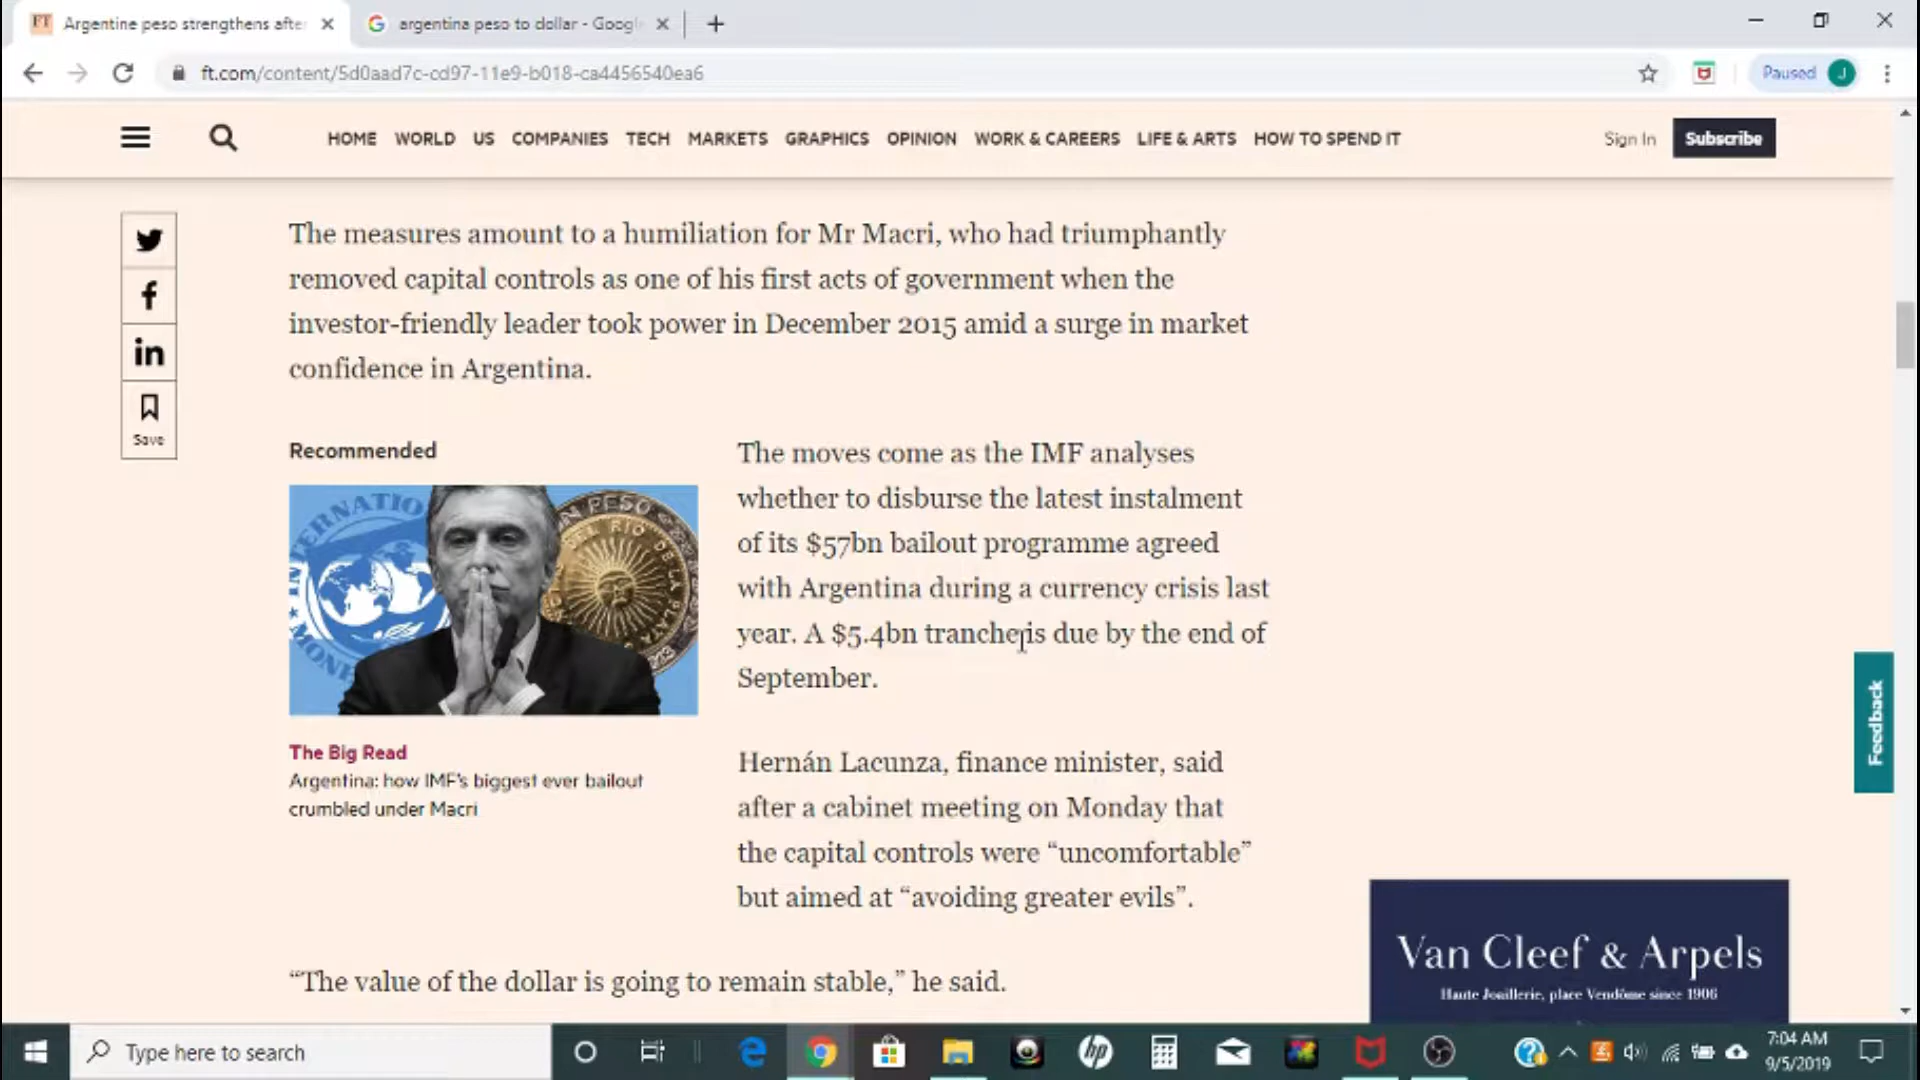 Argentine peso strengthens afte
argentina peso to dollar - Googl
ft.com/content/5d0aad7c-cd97-11e9-b018-ca4456540ea6
Paused
J
HOME WORLD US COMPANIES TECH MARKETS GRAPHICS OPINION WORK & CAREERS LIFE & ARTS HOW TO SPEND IT
Sign In
Subscribe
The measures amount to a humiliation for Mr Macri, who had triumphantly
removed capital controls as one of his first acts of government when the
investor-friendly leader took power in December 2015 amid a surge in market
confidence in Argentina.
Save
Recommended
The Big Read
Argentina: how IMF's biggest ever bailout
crumbled under Macri
The moves come as the IMF analyses
whether to disburse the latest instalment
of its $57bn bailout programme agreed
with Argentina during a currency crisis last
year. A $5.4bn tranche is due by the end of
September.
Hernán Lacunza, finance minister, said
after a cabinet meeting on Monday that
the capital controls were “uncomfortable”
but aimed at “avoiding greater evils”.
“The value of the dollar is going to remain stable,” he said.
Feedback
Van Cleef & Arpels
Haute Joaillerie, place Vendôme since 1906
Type here to search
hp
7:04 AM
9/5/2019